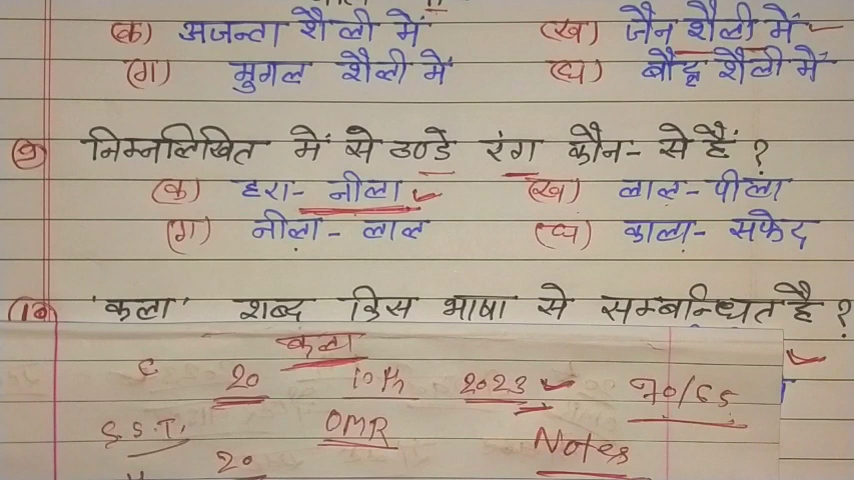 (क) अजन्ता शैली में (ख) जैन शैली में
(ग) मुगल शैली में (घ) बौद्ध शैली में
9 निम्नलिखित में से ठण्डे रंग कौन-से हैं ?
(क) हरा- नीला (ख) लाल-पीला
(ग) नीला-लाल (घ) काला-सफेद
10 'कला' शब्द किस भाषा से सम्बन्धित है ?
कला
20 10th 2023 70/65
S.S.T. OMR Notes
20